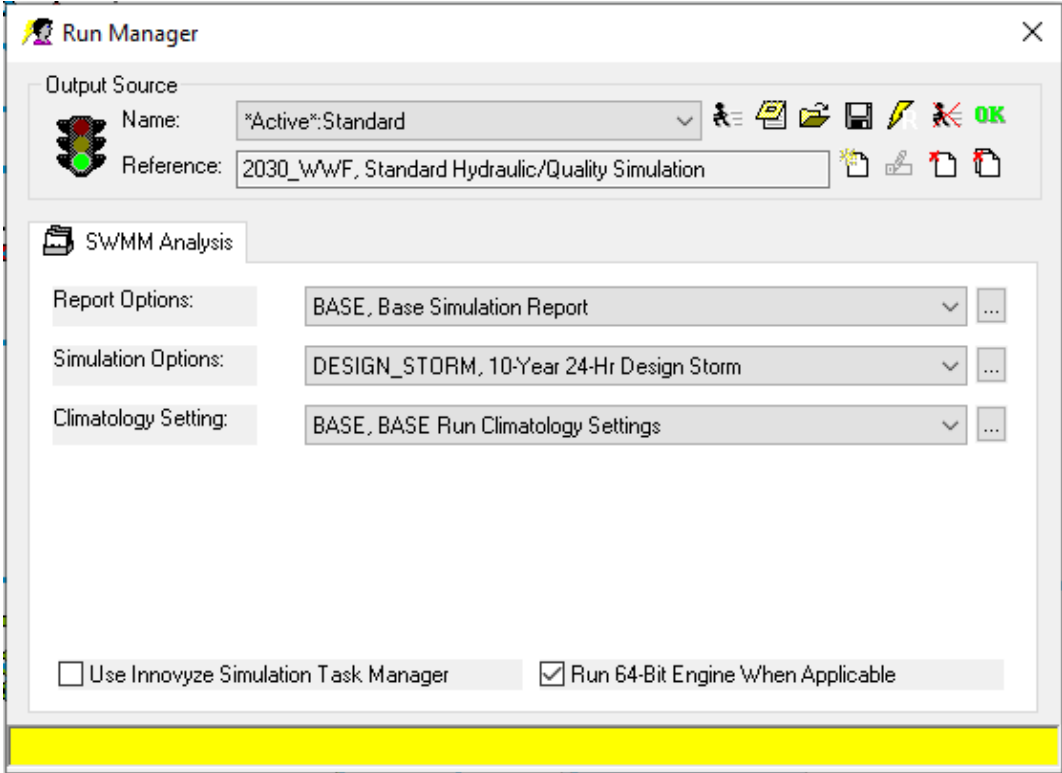 Run Manager
Output Source
Name: *Active*:Standard OK
Reference: 2030_WWF, Standard Hydraulic/Quality Simulation
SWMM Analysis
Report Options: BASE, Base Simulation Report ...
Simulation Options: DESIGN_STORM, 10-Year 24-Hr Design Storm ...
Climatology Setting: BASE, BASE Run Climatology Settings ...
Use Innovyze Simulation Task Manager Run 64-Bit Engine When Applicable